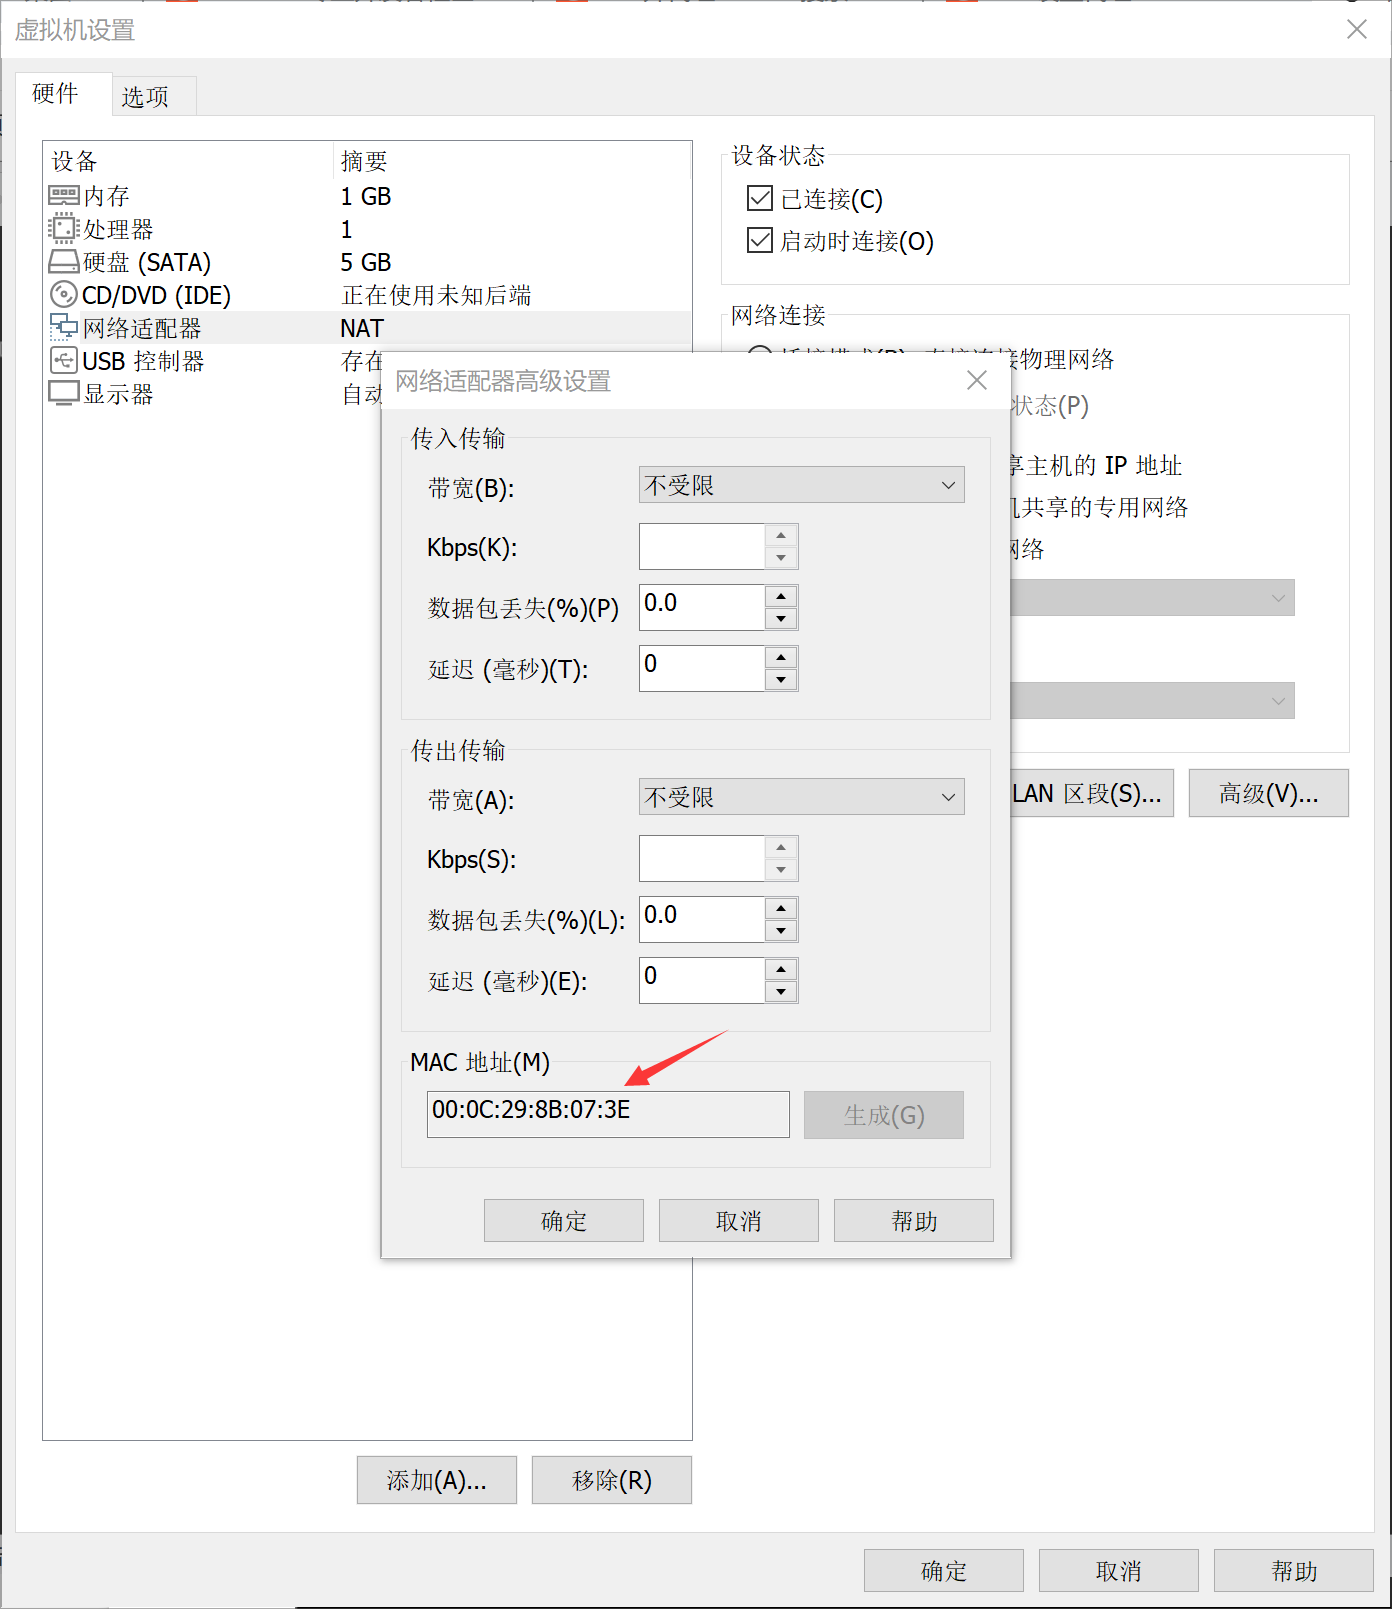 虚拟机设置
硬件
选项
设备 摘要
内存 1 GB
处理器 1
硬盘 (SATA) 5 GB
CD/DVD (IDE) 正在使用未知后端
网络适配器 NAT
USB 控制器 存在
显示器 自动
设备状态
已连接(C)
启动时连接(O)
网络连接
物理网络
状态(P)
享主机的 IP 地址
机共享的专用网络
网络
LAN 区段(S)...
高级(V)...
网络适配器高级设置
传入传输
带宽(B): 不受限
Kbps(K):
数据包丢失(%)(P) 0.0
延迟 (毫秒)(T): 0
传出传输
带宽(A): 不受限
Kbps(S):
数据包丢失(%)(L): 0.0
延迟 (毫秒)(E): 0
MAC 地址(M)
00:0C:29:8B:07:3E
生成(G)
确定 取消 帮助
添加(A)... 移除(R)
确定 取消 帮助